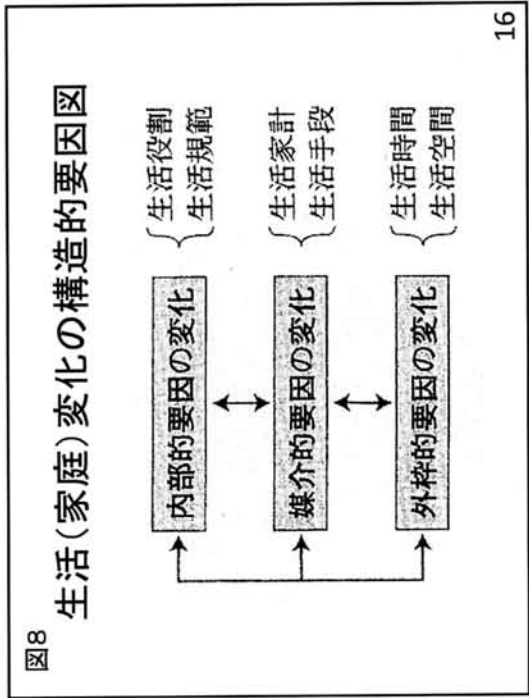 図8
生活(家庭)変化の構造的要因図
内部的要因の変化
生活役割
生活規範
媒介的要因の変化
生活家計
生活手段
外枠的要因の変化
生活時間
生活空間
16